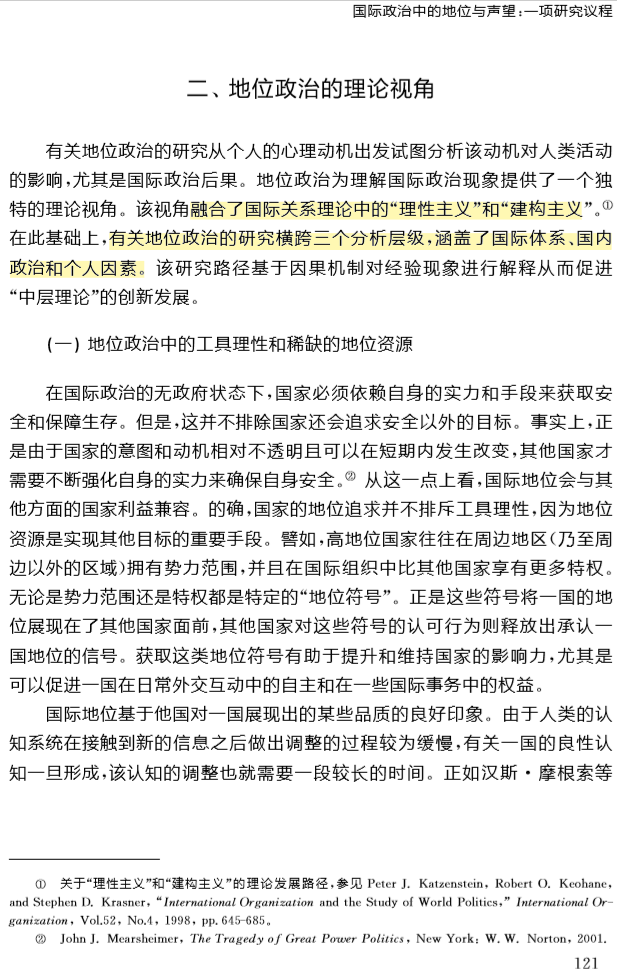 国际政治中的地位与声望:一项研究议程
二、地位政治的理论视角
有关地位政治的研究从个人的心理动机出发试图分析该动机对人类活动
的影响,尤其是国际政治后果。地位政治为理解国际政治现象提供了一个独
特的理论视角。该视角融合了国际关系理论中的“理性主义”和“建构主义”。①
在此基础上,有关地位政治的研究横跨三个分析层级,涵盖了国际体系、国内
政治和个人因素。该研究路径基于因果机制对经验现象进行解释从而促进
“中层理论”的创新发展。
(一) 地位政治中的工具理性和稀缺的地位资源
在国际政治的无政府状态下,国家必须依赖自身的实力和手段来获取安
全和保障生存。但是,这并不排除国家还会追求安全以外的目标。事实上,正
是由于国家的意图和动机相对不透明且可以在短期内发生改变,其他国家才
需要不断强化自身的实力来确保自身安全。② 从这一点上看,国际地位会与其
他方面的国家利益兼容。的确,国家的地位追求并不排斥工具理性,因为地位
资源是实现其他目标的重要手段。譬如,高地位国家往往在周边地区(乃至周
边以外的区域)拥有势力范围,并且在国际组织中比其他国家享有更多特权。
无论是势力范围还是特权都是特定的“地位符号”。正是这些符号将一国的地
位展现在了其他国家面前,其他国家对这些符号的认可行为则释放出承认一
国地位的信号。获取这类地位符号有助于提升和维持国家的影响力,尤其是
可以促进一国在日常外交互动中的自主和在一些国际事务中的权益。
国际地位基于他国对一国展现出的某些品质的良好印象。由于人类的认
知系统在接触到新的信息之后做出调整的过程较为缓慢,有关一国的良性认
知一旦形成,该认知的调整也就需要一段较长的时间。正如汉斯·摩根索等
① 关于“理性主义”和“建构主义”的理论发展路径,参见 Peter J. Katzenstein, Robert O. Keohane,
and Stephen D. Krasner, “International Organization and the Study of World Politics,” International Or-
ganization, Vol.52, No.4, 1998, pp.645-685。
② John J. Mearsheimer, The Tragedy of Great Power Politics, New York: W. W. Norton, 2001.
121